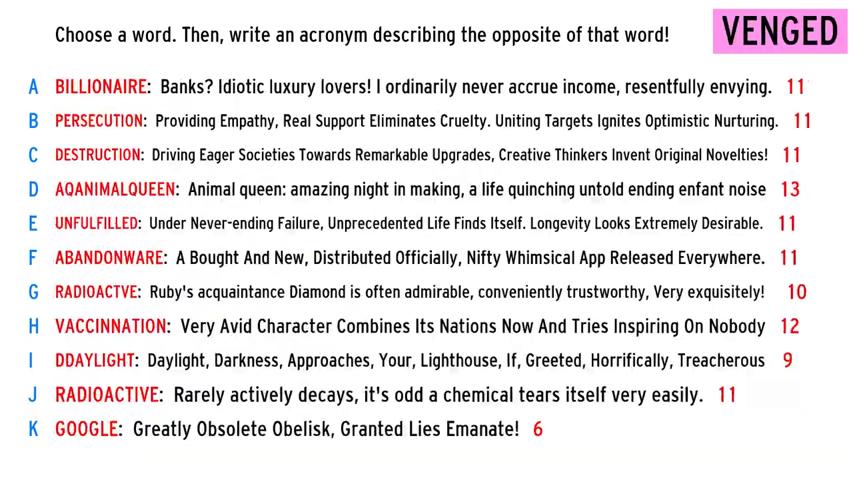 Choose a word. Then, write an acronym describing the opposite of that word!
VENGED
A BILLIONAIRE: Banks? Idiotic luxury lovers! I ordinarily never accrue income, resentfully envying. 11
B PERSECUTION: Providing Empathy, Real Support Eliminates Cruelty. Uniting Targets Ignites Optimistic Nurturing. 11
C DESTRUCTION: Driving Eager Societies Towards Remarkable Upgrades, Creative Thinkers Invent Original Novelties! 11
D AQANIMALQUEEN: Animal queen: amazing night in making, a life quinching untold ending enfant noise 13
E UNFULFILLED: Under Never-ending Failure, Unprecedented Life Finds Itself. Longevity Looks Extremely Desirable. 11
F ABANDONWARE: A Bought And New, Distributed Officially, Nifty Whimsical App Released Everywhere. 11
G RADIOACTVE: Ruby's acquaintance Diamond is often admirable, conveniently trustworthy, Very exquisitely! 10
H VACCINNATION: Very Avid Character Combines Its Nations Now And Tries Inspiring On Nobody 12
I DDAYLIGHT: Daylight, Darkness, Approaches, Your, Lighthouse, If, Greeted, Horrifically, Treacherous 9
J RADIOACTIVE: Rarely actively decays, it's odd a chemical tears itself very easily. 11
K GOOGLE: Greatly Obsolete Obelisk, Granted Lies Emanate! 6